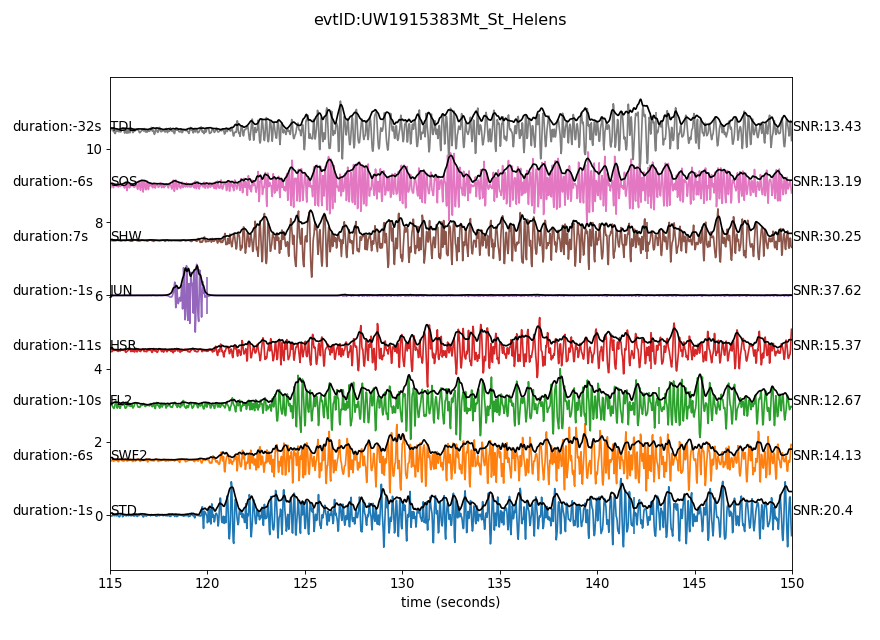 evtID:UW1915383Mt_St_Helens
duration:-32s TDL SNR:13.43
10
duration:-6s SOS SNR:13.19
8
duration:7s SHW SNR:30.25
duration:-1s JUN SNR:37.62
6
duration:-11s HSR SNR:15.37
4
duration:-10s FL2 SNR:12.67
2
duration:-6s SWF2 SNR:14.13
duration:-1s STD SNR:20.4
0
115 120 125 130 135 140 145 150
time (seconds)